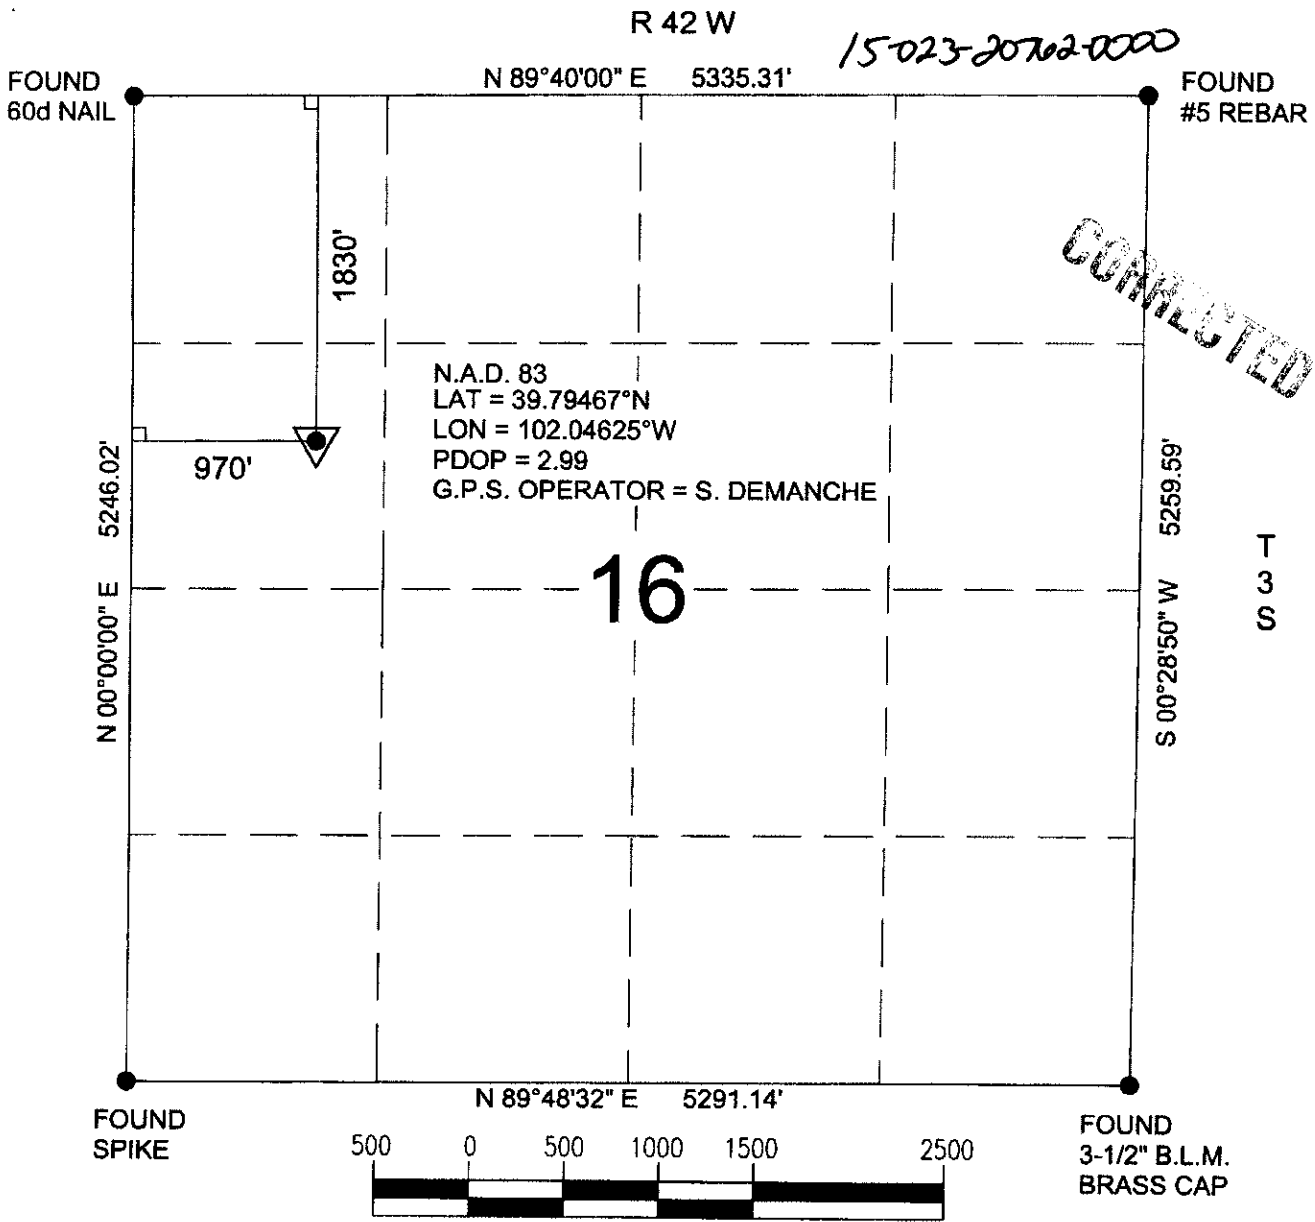 R 42 W
15-023-20762-0000
FOUND
60d NAIL
N 89°40'00" E 5335.31'
FOUND
#5 REBAR
CORRECTED
1830'
N.A.D. 83
LAT = 39.79467°N
LON = 102.04625°W
PDOP = 2.99
G.P.S. OPERATOR = S. DEMANCHE
970'
N 00°00'00" E 5246.02'
16
S 00°28'50" W 5259.59'
T
3
S
N 89°48'32" E 5291.14'
FOUND
SPIKE
FOUND
3-1/2" B.L.M.
BRASS CAP
500 0 500 1000 1500 2500